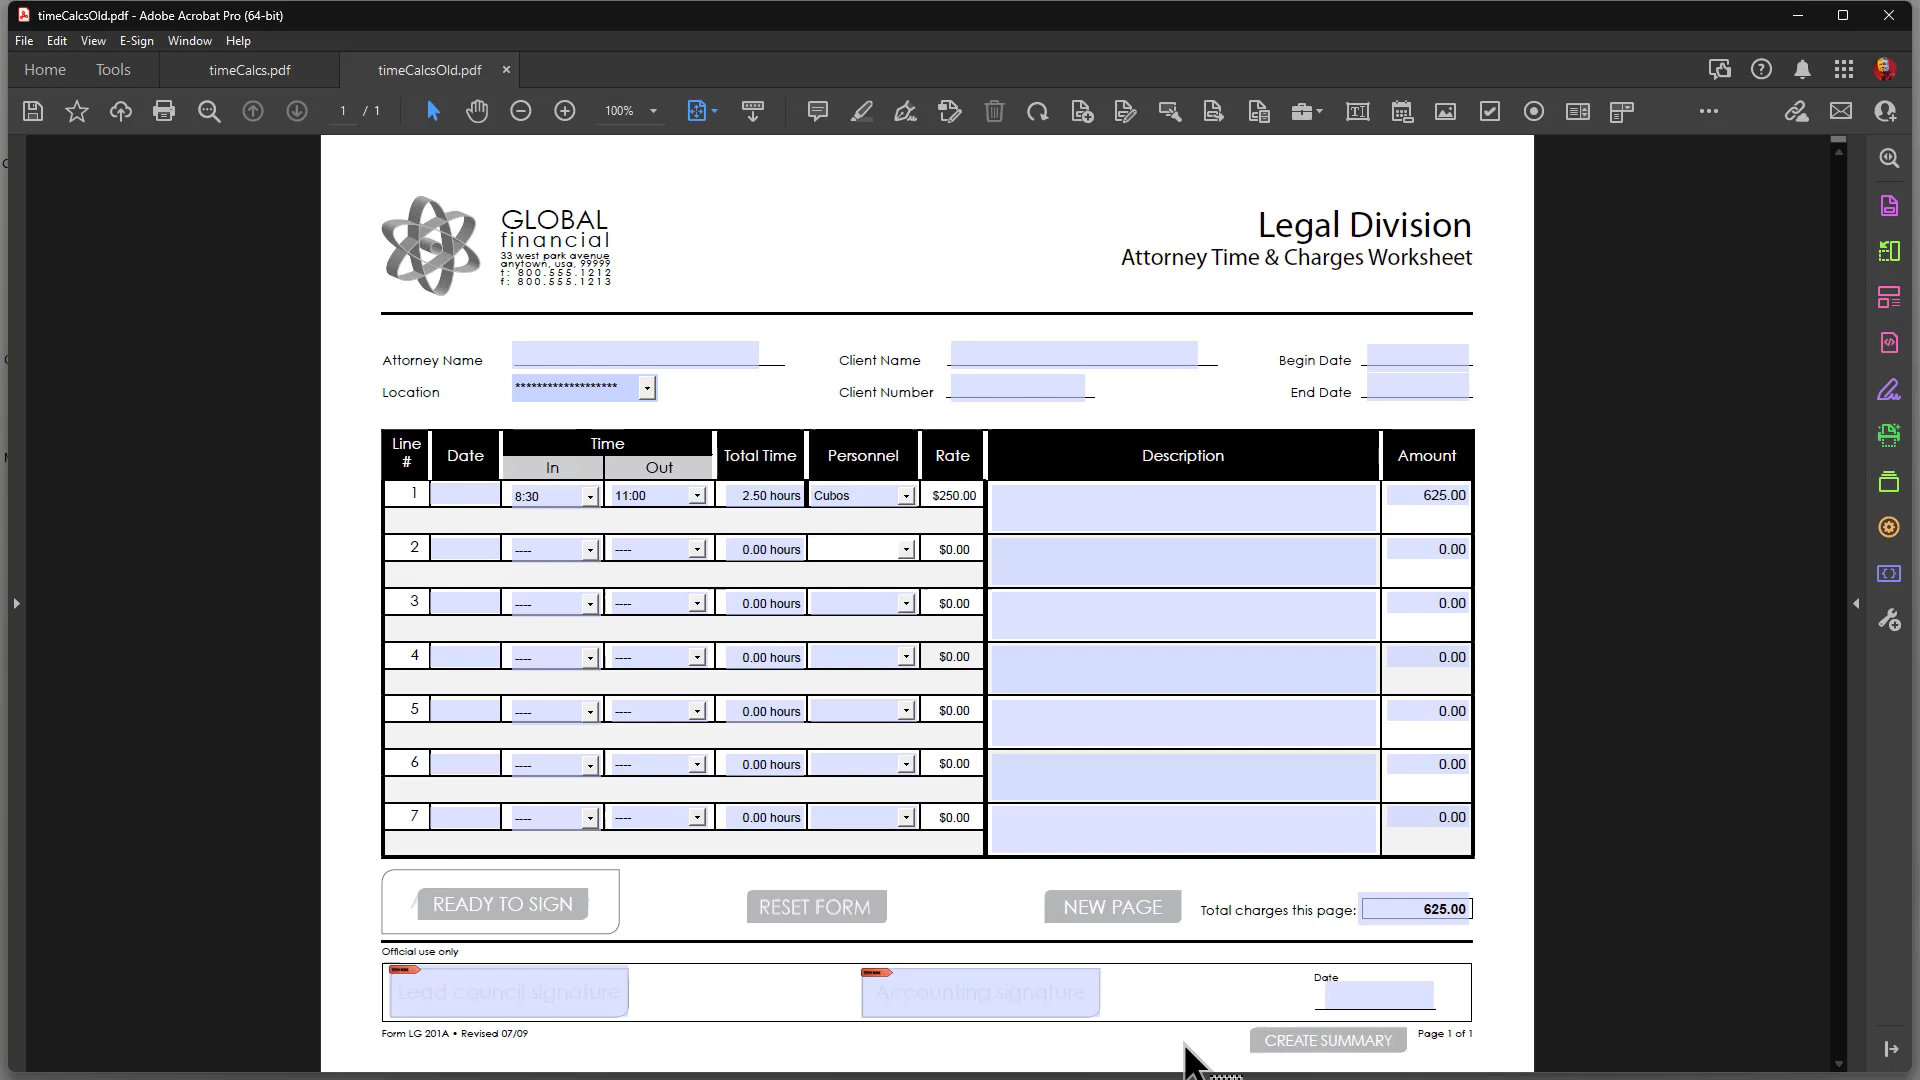 timeCalcsOld.pdf - Adobe Acrobat Pro (64-bit)
File Edit View E-Sign Window Help
Home Tools timeCalcs.pdf timeCalcsOld.pdf ×
1 / 1 100%
GLOBAL
financial
33 west park avenue
anytown, usa, 99999
t: 800.555.1212
f: 800.555.1213
Legal Division
Attorney Time & Charges Worksheet
Attorney Name Client Name Begin Date
Location ******************* Client Number End Date
Line # Date Time In Out Total Time Personnel Rate Description Amount
1 8:30 11:00 2.50 hours Cubos $250.00 625.00
2 ---- ---- 0.00 hours $0.00 0.00
3 ---- ---- 0.00 hours $0.00 0.00
4 ---- ---- 0.00 hours $0.00 0.00
5 ---- ---- 0.00 hours $0.00 0.00
6 ---- ---- 0.00 hours $0.00 0.00
7 ---- ---- 0.00 hours $0.00 0.00
READY TO SIGN RESET FORM NEW PAGE Total charges this page: 625.00
Official use only
Lead council signature Accounting signature Date
Form LG 201A • Revised 07/09 CREATE SUMMARY Page 1 of 1